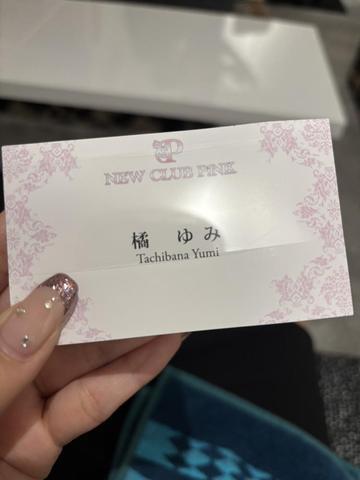 P
NEW CLUB PINK
橘 ゆみ
Tachibana Yumi